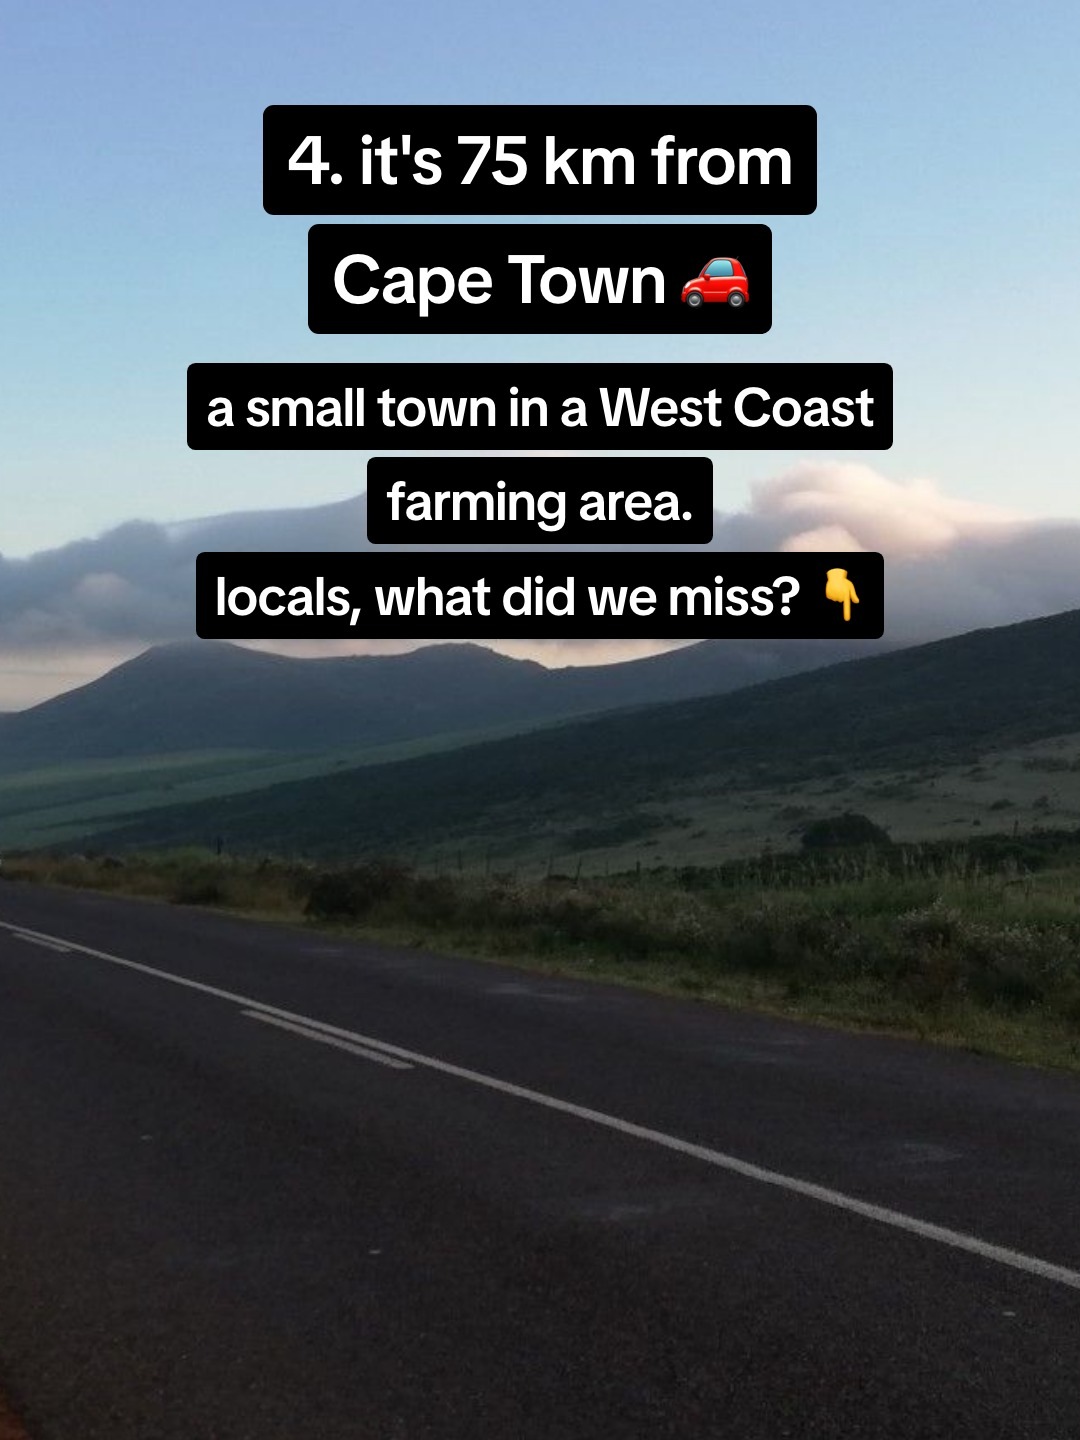 4. it's 75 km from
Cape Town 🚗
a small town in a West Coast
farming area.
locals, what did we miss? 👇